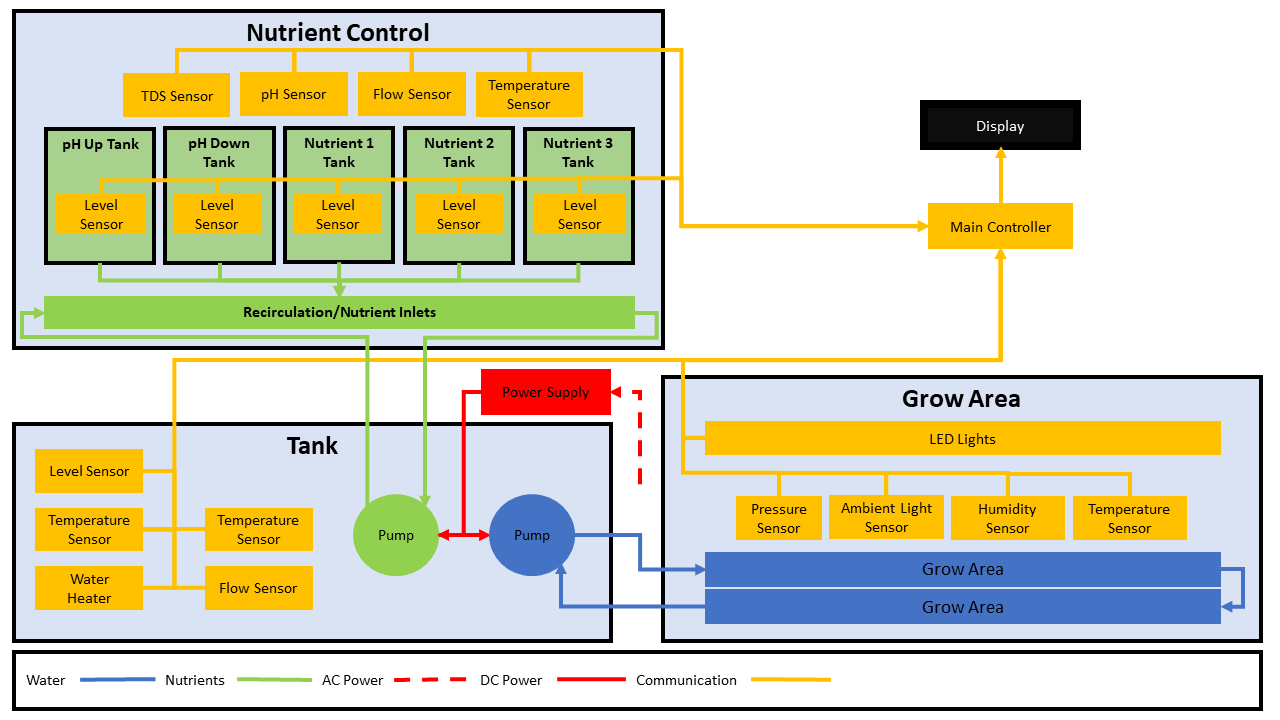 Nutrient Control
TDS Sensor
pH Sensor
Flow Sensor
Temperature
Sensor
pH Up Tank
pH Down
Tank
Nutrient 1
Tank
Nutrient 2
Tank
Nutrient 3
Tank
Level
Sensor
Level
Sensor
Level
Sensor
Level
Sensor
Level
Sensor
Recirculation/Nutrient Inlets
Display
Main Controller
Power Supply
Tank
Level Sensor
Temperature
Sensor
Temperature
Sensor
Water
Heater
Flow Sensor
Pump
Pump
Grow Area
LED Lights
Pressure
Sensor
Ambient Light
Sensor
Humidity
Sensor
Temperature
Sensor
Grow Area
Grow Area
Water
Nutrients
AC Power
DC Power
Communication